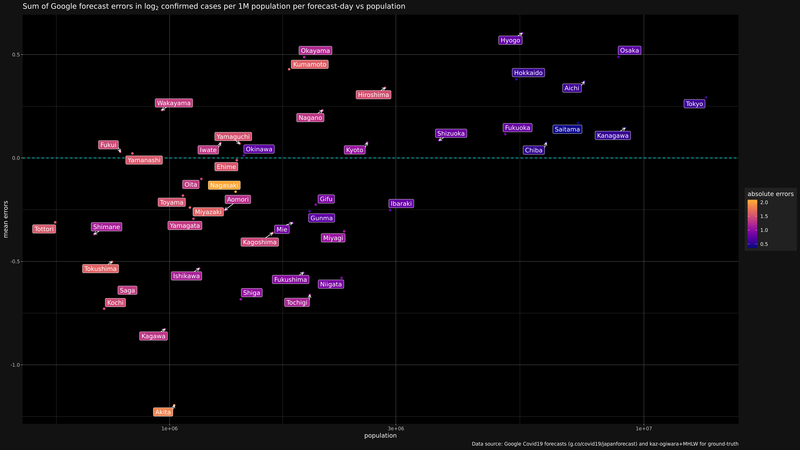 Sum of Google forecast errors in log₂ confirmed cases per 1M population per forecast-day vs population
Hyogo
Okayama
Osaka
0.5
Kumamoto
Hokkaido
Aichi
Hiroshima
Wakayama
Tokyo
Nagano
Shizuoka
Fukuoka
Saitama
Yamaguchi
Kanagawa
Fukui
Iwate
Okinawa
Kyoto
Chiba
0.0
Yamanashi
Ehime
Oita
Nagasaki
absolute errors
2.0
1.5
1.0
0.5
Toyama
Aomori
Gifu
Ibaraki
Miyazaki
Gunma
mean errors
Tottori
Shimane
Yamagata
Mie
Kagoshima
Miyagi
-0.5
Tokushima
Ishikawa
Fukushima
Niigata
Saga
Shiga
Kochi
Tochigi
Kagawa
-1.0
Akita
1e+06
3e+06
1e+07
population
Data source: Google Covid19 forecasts (g.co/covid19/japanforecast) and kaz-ogiwara+MHLW for ground-truth